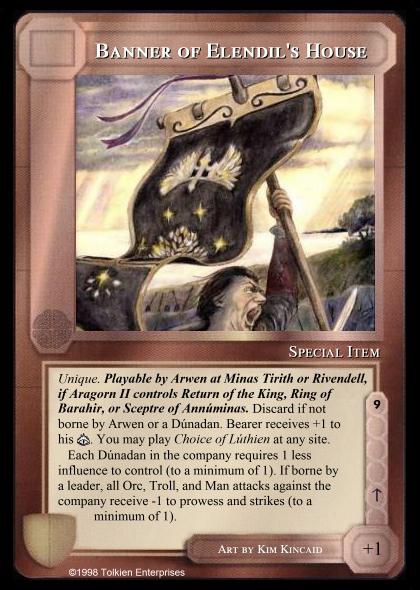 BANNER OF ELENDIL'S HOUSE
SPECIAL ITEM
Unique. Playable by Arwen at Minas Tirith or Rivendell,
if Aragorn II controls Return of the King, Ring of
Barahir, or Sceptre of Annúminas. Discard if not
borne by Arwen or a Dúnadan. Bearer receives +1 to
his . You may play Choice of Lúthien at any site.
Each Dúnadan in the company requires 1 less
influence to control (to a minimum of 1). If borne by
a leader, all Orc, Troll, and Man attacks against the
company receive -1 to prowess and strikes (to a
minimum of 1).
9
↑
ART BY KIM KINCAID
+1
©1998 Tolkien Enterprises